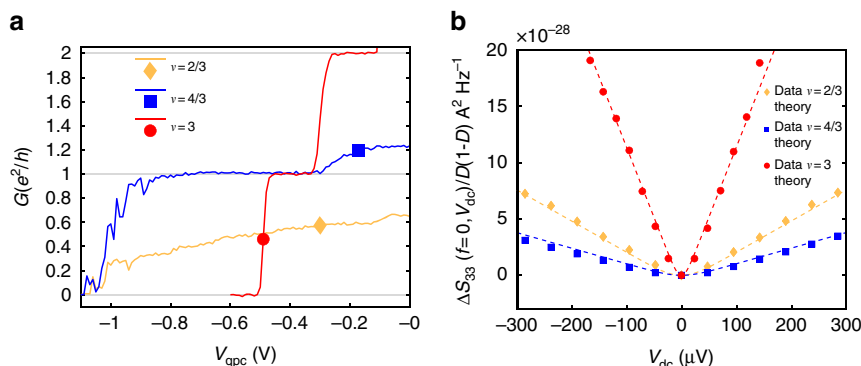 a
b
2
1.8
1.6
1.4
1.2
1
0.8
0.6
0.4
0.2
0
G(e²/h)
ν = 2/3
ν = 4/3
ν = 3
−1 −0.8 −0.6 −0.4 −0.2 −0
V_qpc (V)
×10⁻²⁸
20
15
10
5
0
ΔS₃₃ (f=0,V_dc)/D(1-D) A² Hz⁻¹
Data ν = 2/3
theory
Data ν = 4/3
theory
Data ν = 3
theory
−300 −200 −100 0 100 200 300
V_dc (µV)